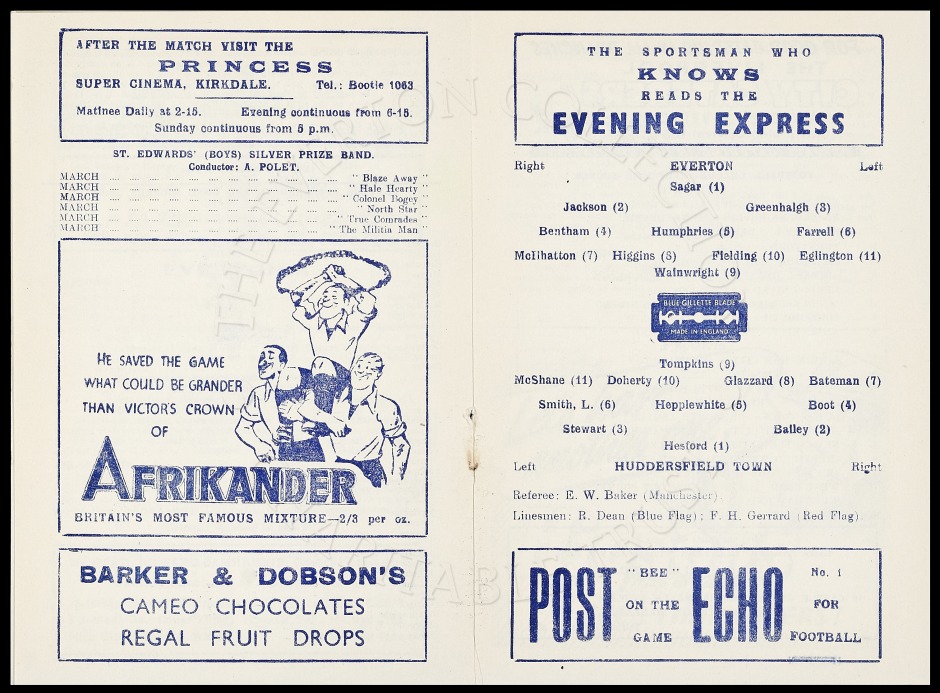 AFTER THE MATCH VISIT THE
PRINCESS
SUPER CINEMA, KIRKDALE. Tel.: Bootle 1063
Matinee Daily at 2-15. Evening continuous from 6-15.
Sunday continuous from 5 p.m.
ST. EDWARDS' (BOYS) SILVER PRIZE BAND.
Conductor: A. POLET.
MARCH ... ... ... ... ... ... ... ... ... ... "Blaze Away"
MARCH ... ... ... ... ... ... ... ... ... ... "Hale Hearty"
MARCH ... ... ... ... ... ... ... ... ... ... "Colonel Bogey"
MARCH ... ... ... ... ... ... ... ... ... ... "North Star"
MARCH ... ... ... ... ... ... ... ... ... ... "True Comrades"
MARCH ... ... ... ... ... ... ... ... ... ... "The Militia Man"
HE SAVED THE GAME
WHAT COULD BE GRANDER
THAN VICTOR'S CROWN
OF
AFRIKANDER
BRITAIN'S MOST FAMOUS MIXTURE—2/3 per oz.
BARKER & DOBSON'S
CAMEO CHOCOLATES
REGAL FRUIT DROPS
THE SPORTSMAN WHO
KNOWS
READS THE
EVENING EXPRESS
Right EVERTON Left
Sagar (1)
Jackson (2) Greenhalgh (3)
Bentham (4) Humphries (5) Farrell (6)
McIlhatton (7) Higgins (8) Fielding (10) Eglington (11)
Wainwright (9)
BLUE GILLETTE BLADE
MADE IN ENGLAND
Tompkins (9)
McShane (11) Doherty (10) Glazzard (8) Bateman (7)
Smith, L. (6) Hepplewhite (5) Boot (4)
Stewart (3) Bailey (2)
Hesford (1)
Left HUDDERSFIELD TOWN Right
Referee: E. W. Baker (Manchester).
Linesmen: R. Dean (Blue Flag); F. H. Gerrard (Red Flag).
POST "BEE" ON THE GAME ECHO No. 1 FOR FOOTBALL
THE EVERTON COLLECTION
CHARITABLE TRUST